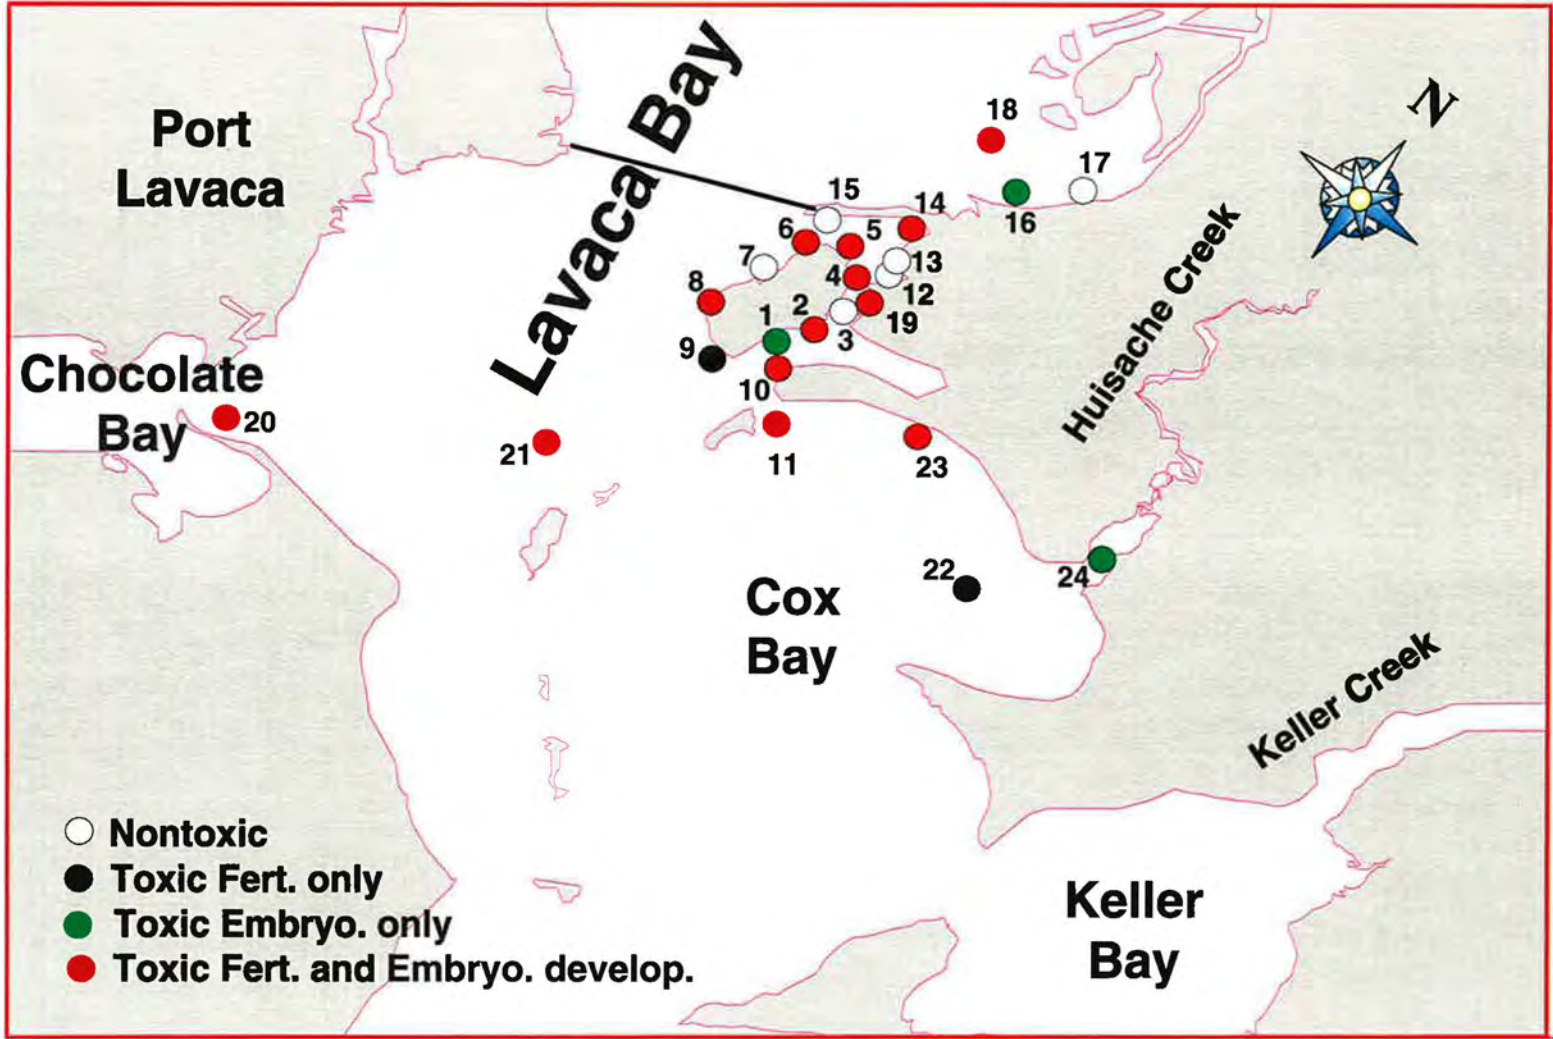 Port
Lavaca
Lavaca Bay
N
18
17
16
15
14
6
5
7
13
4
12
8
2
19
1
3
9
10
Huisache Creek
Chocolate
Bay
20
21
11
23
22
24
Cox
Bay
Keller Creek
Keller
Bay
Nontoxic
Toxic Fert. only
Toxic Embryo. only
Toxic Fert. and Embryo. develop.